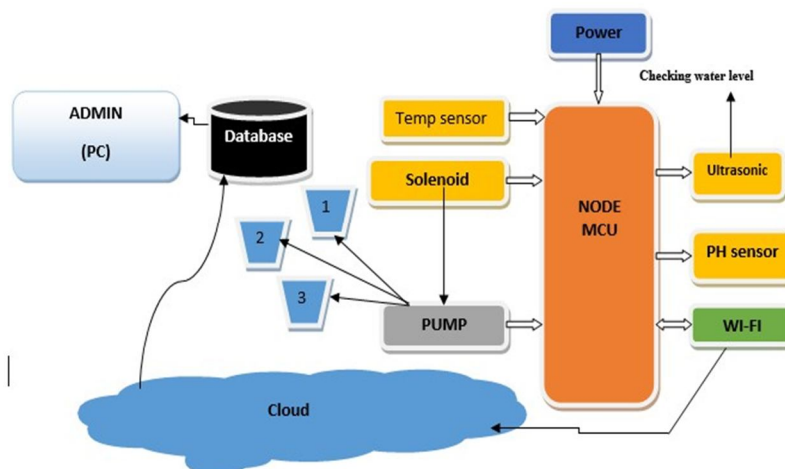 Power
Checking water level
ADMIN
(PC)
Database
Temp sensor
Solenoid
Ultrasonic
1
2
3
NODE
MCU
PH sensor
PUMP
WI-FI
Cloud